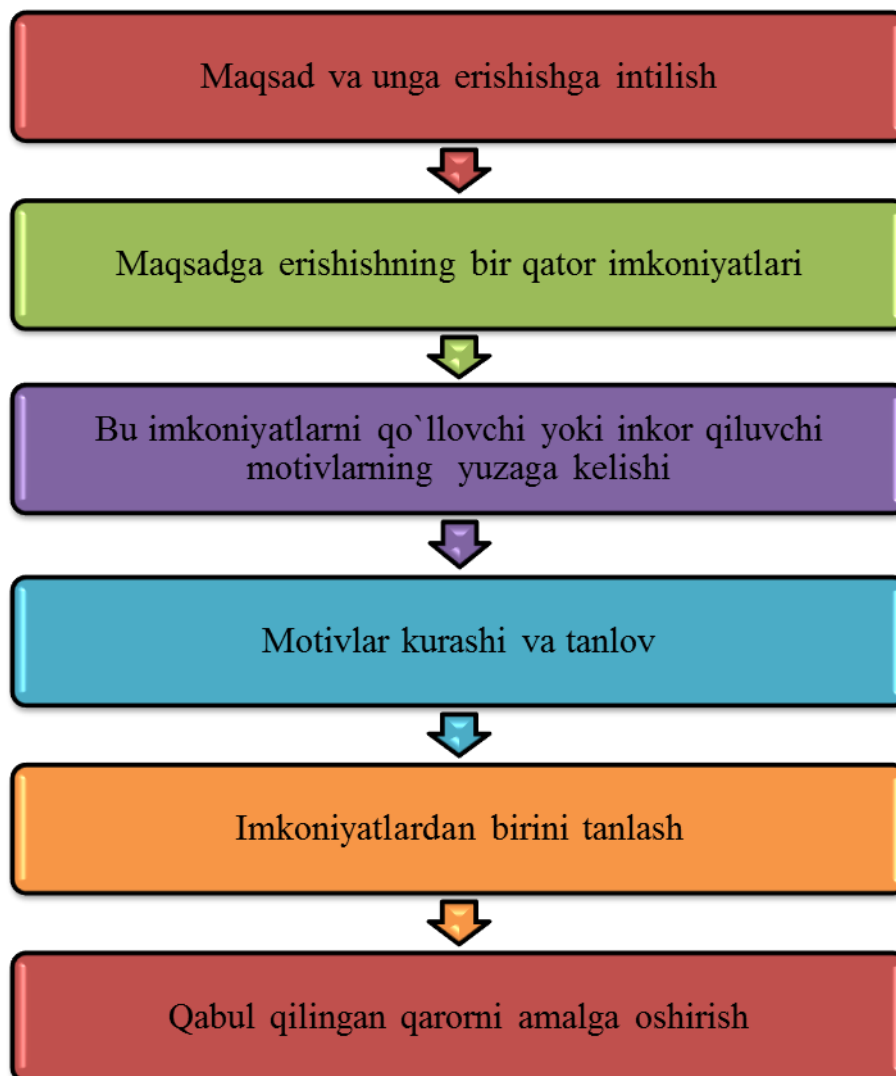 Maqsad va unga erishishga intilish
Maqsadga erishishning bir qator imkoniyatlari
Bu imkoniyatlarni qo`llovchi yoki inkor qiluvchi
motivlarning yuzaga kelishi
Motivlar kurashi va tanlov
Imkoniyatlardan birini tanlash
Qabul qilingan qarorni amalga oshirish